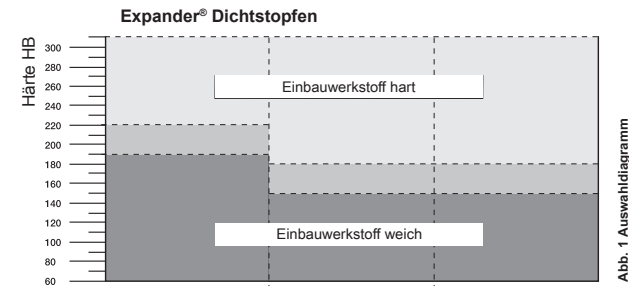 Expander® Dichtstopfen
Härte HB
300
280
260
240
220
200
180
160
140
120
100
80
60
Einbauwerkstoff hart
Einbauwerkstoff weich
Abb. 1 Auswahldiagramm